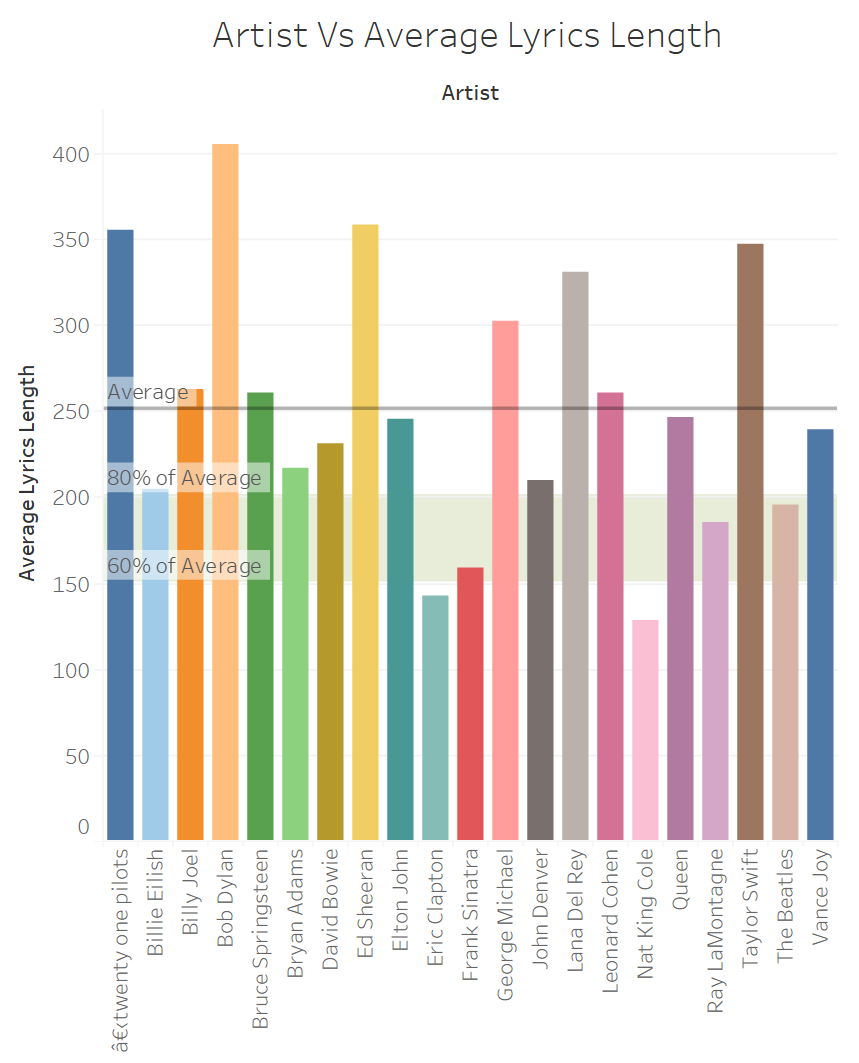 Artist Vs Average Lyrics Length
Artist
Average Lyrics Length
400
350
300
250
200
150
100
50
0
Average
80% of Average
60% of Average
â€‹twenty one pilots
Billie Eilish
Billy Joel
Bob Dylan
Bruce Springsteen
Bryan Adams
David Bowie
Ed Sheeran
Elton John
Eric Clapton
Frank Sinatra
George Michael
John Denver
Lana Del Rey
Leonard Cohen
Nat King Cole
Queen
Ray LaMontagne
Taylor Swift
The Beatles
Vance Joy